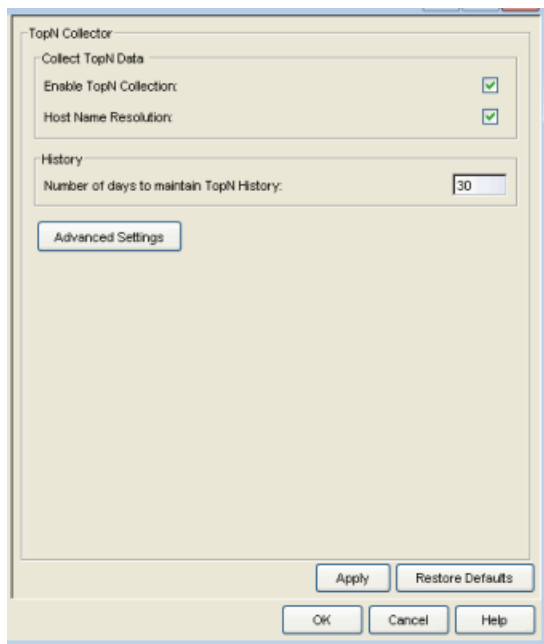 TopN Collector
Collect TopN Data
Enable TopN Collection:
Host Name Resolution:
History
Number of days to maintain TopN History: 30
Advanced Settings
Apply Restore Defaults
OK Cancel Help